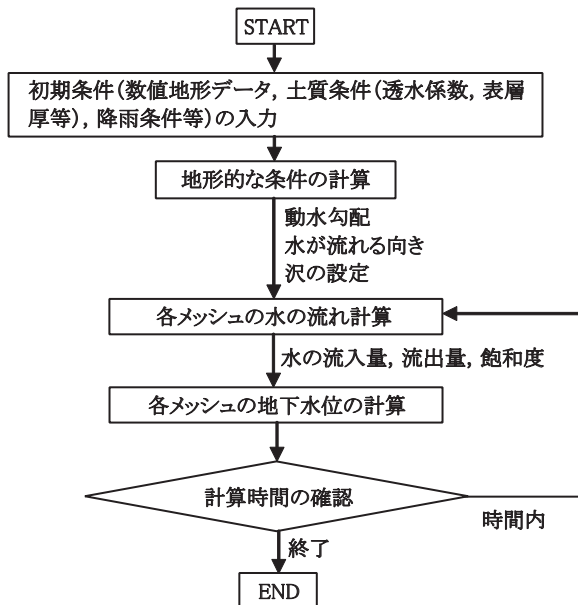 START
初期条件(数値地形データ, 土質条件(透水係数, 表層
厚等), 降雨条件等)の入力
地形的な条件の計算
動水勾配
水が流れる向き
沢の設定
各メッシュの水の流れ計算
水の流入量, 流出量, 飽和度
各メッシュの地下水位の計算
計算時間の確認
時間内
終了
END